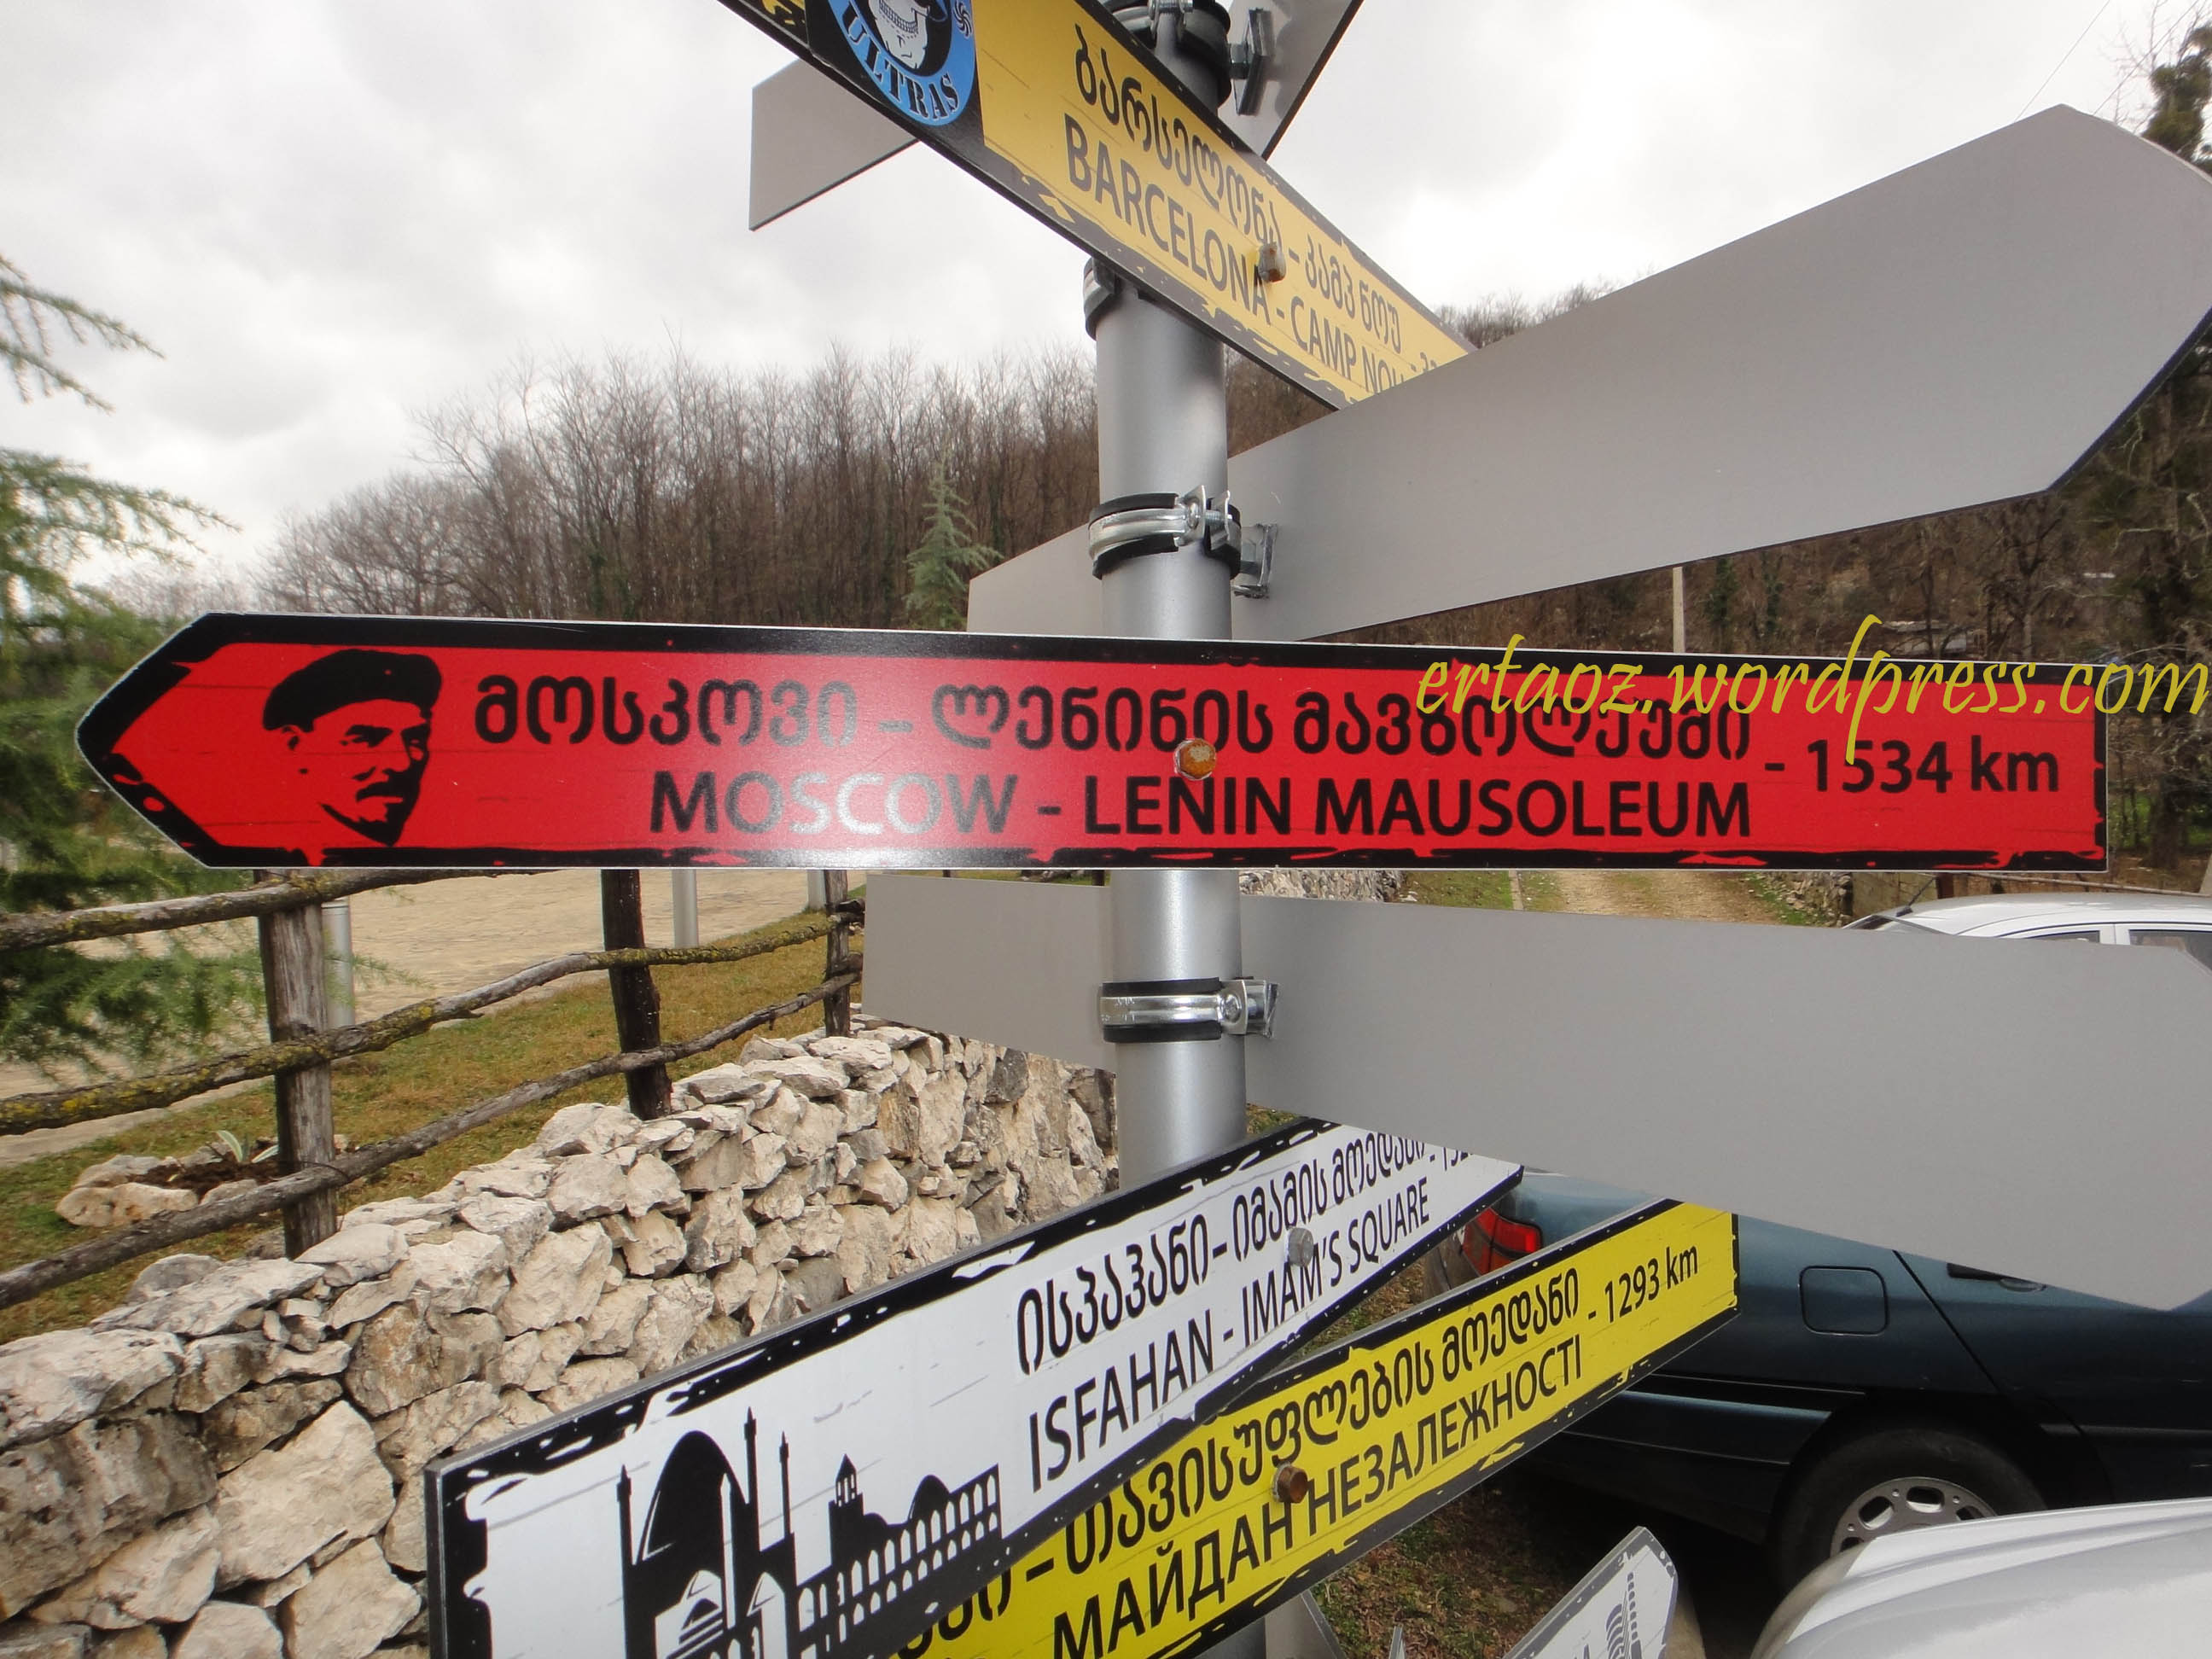 ULTRAS
ბარსელონა - კამპ ნოუ
BARCELONA - CAMP NOU
ertaoz.wordpress.com
მოსკოვი – ლენინის მავზოლეუმი
MOSCOW - LENIN MAUSOLEUM - 1534 km
ისპაჰანი - იმამის მოედანი
ISFAHAN - IMAM'S SQUARE
– თავისუფლების მოედანი
МАЙДАН НЕЗАЛЕЖНОСТІ - 1293 km